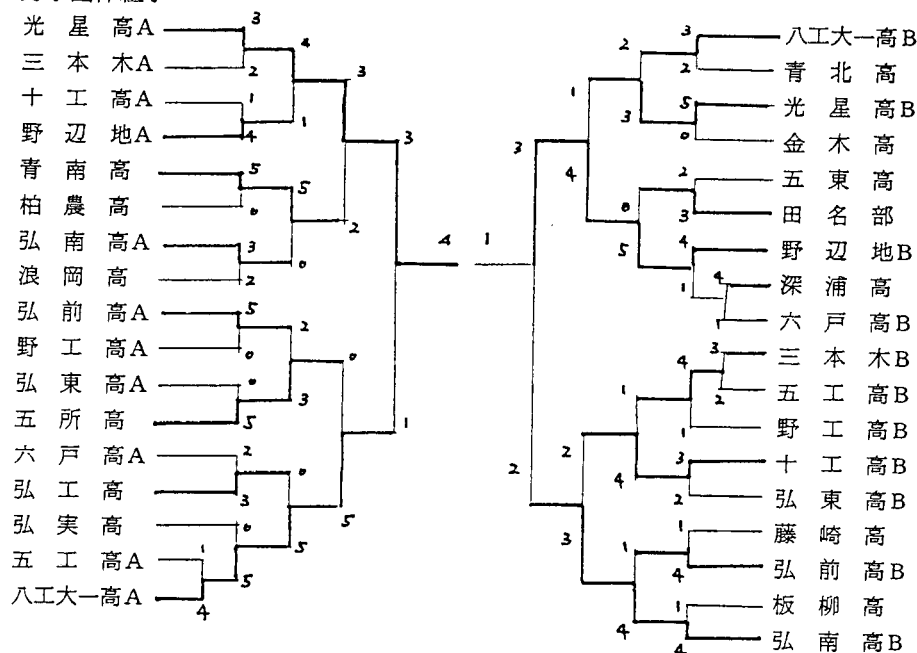 光星高A
三本木A
十工高A
野辺地A
青南高
柏農高
弘南高A
浪岡高
弘前高A
野工高A
弘東高A
五所高
六戸高A
弘工高
弘実高
五工高A
八工大一高A
3
2
1
4
5
0
3
2
5
0
0
5
2
3
0
1
4
5
4
1
5
0
2
3
0
5
3
2
0
5
3
1
4
1
3
2
1
4
2
3
2
3
0
5
1
4
1
4
3
2
5
0
2
3
4
1
4
1
4
1
3
2
3
2
1
4
1
4
八工大一高B
青北高
光星高B
金木高
五東高
田名部
野辺地B
深浦高
六戸高B
三本木B
五工高B
野工高B
十工高B
弘東高B
藤崎高
弘前高B
板柳高
弘南高B